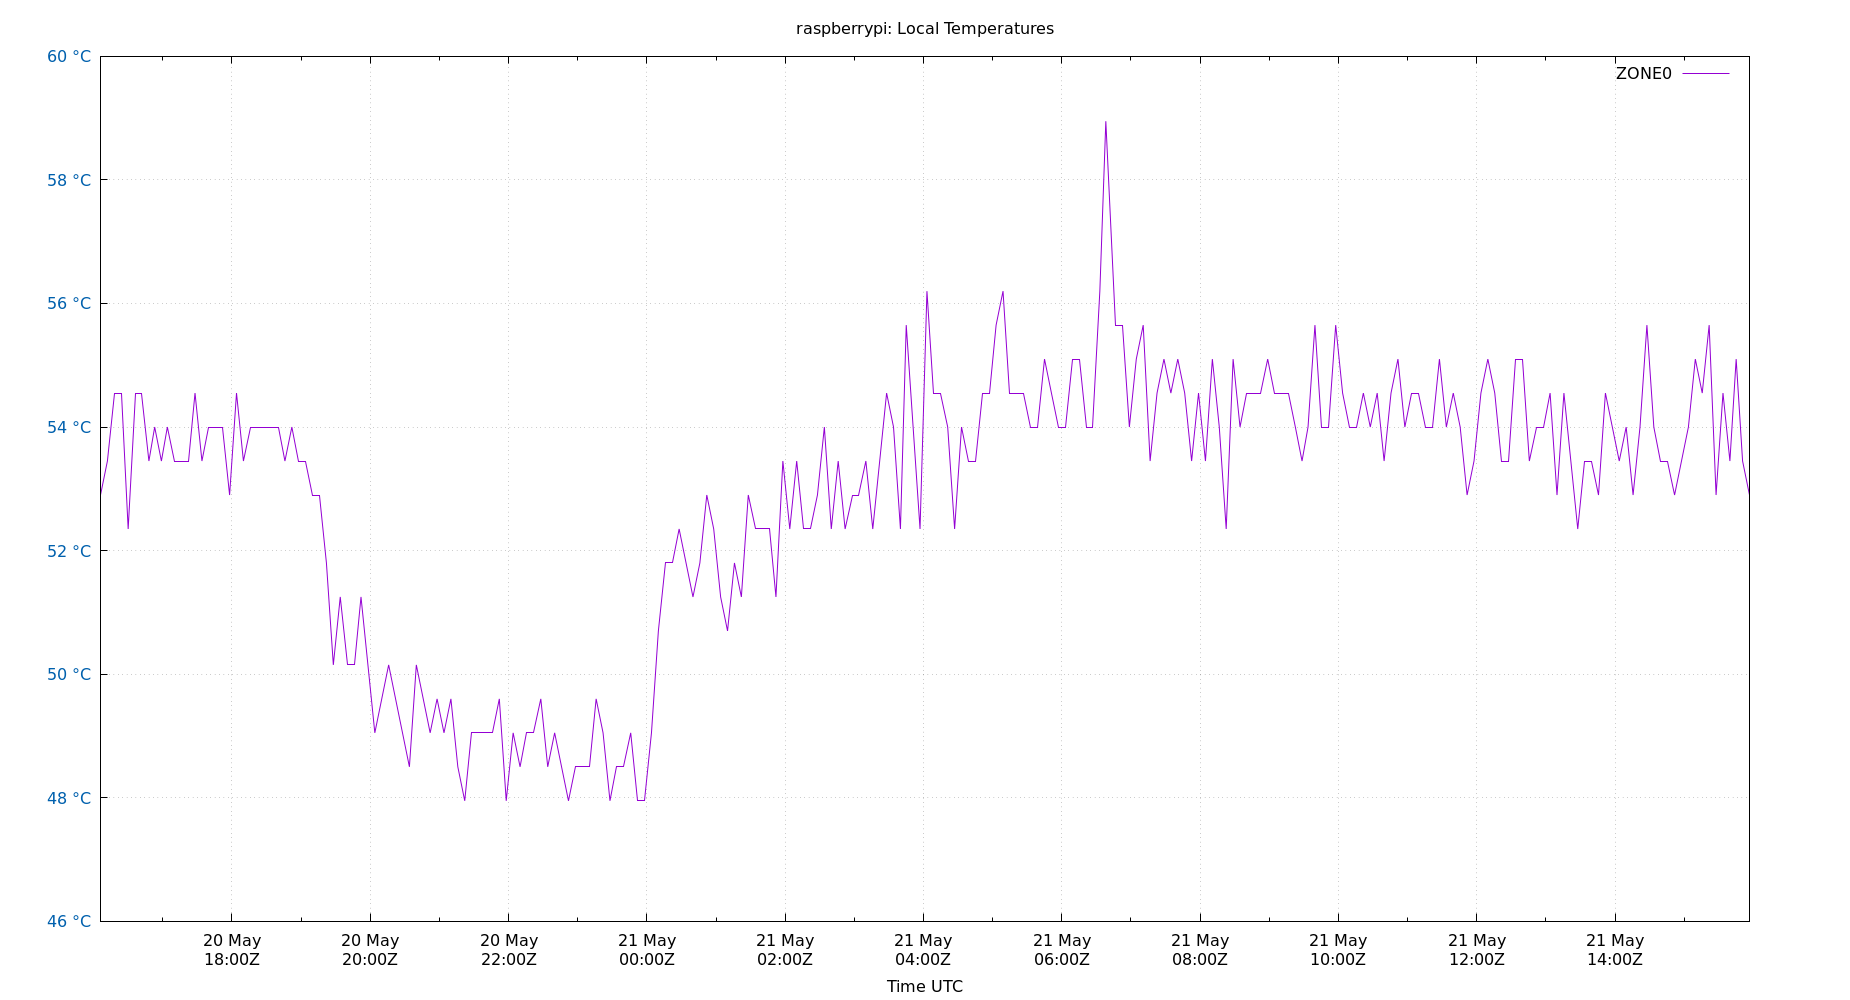 raspberrypi: Local Temperatures
60 °C
ZONE0
58 °C
56 °C
54 °C
52 °C
50 °C
48 °C
46 °C
20 May 20 May 20 May 21 May 21 May 21 May 21 May 21 May 21 May 21 May 21 May
18:00Z 20:00Z 22:00Z 00:00Z 02:00Z 04:00Z 06:00Z 08:00Z 10:00Z 12:00Z 14:00Z
Time UTC